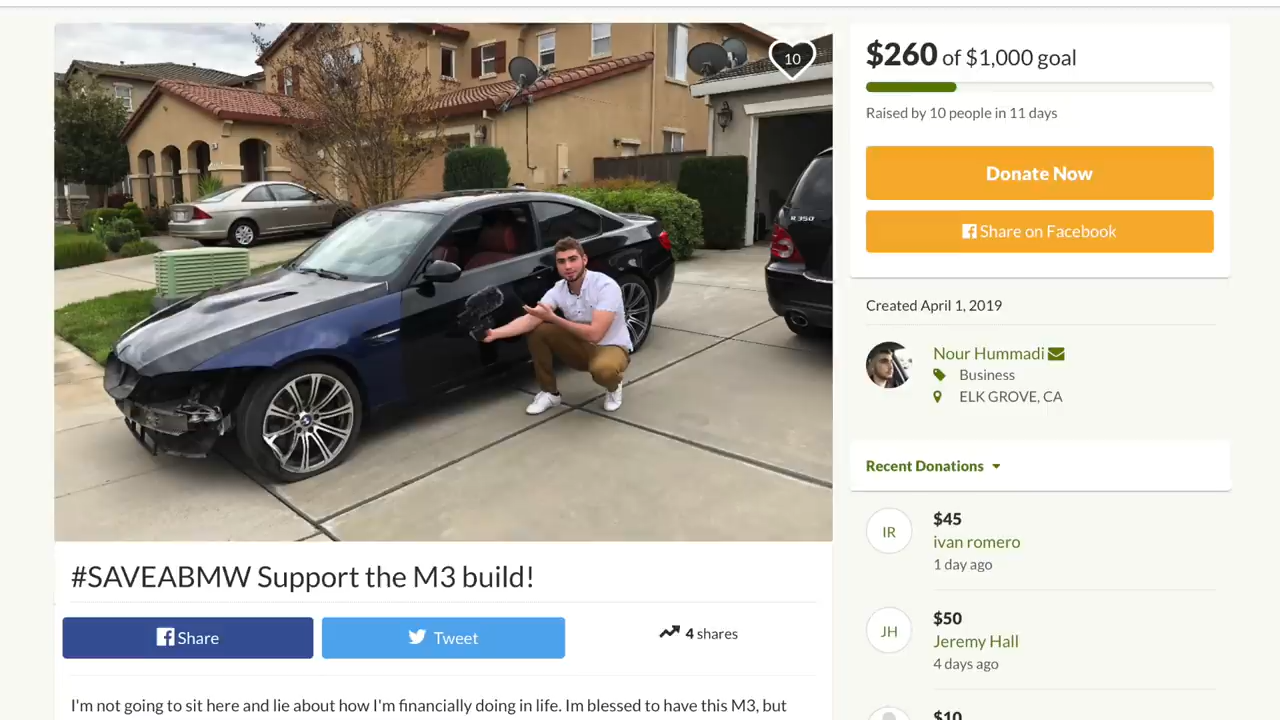 10
R 350
#SAVEABMW Support the M3 build!
Share
Tweet
4 shares
I'm not going to sit here and lie about how I'm financially doing in life. Im blessed to have this M3, but
$260 of $1,000 goal
Raised by 10 people in 11 days
Donate Now
Share on Facebook
Created April 1, 2019
Nour Hummadi
Business
ELK GROVE, CA
Recent Donations
IR
$45
ivan romero
1 day ago
JH
$50
Jeremy Hall
4 days ago
$10